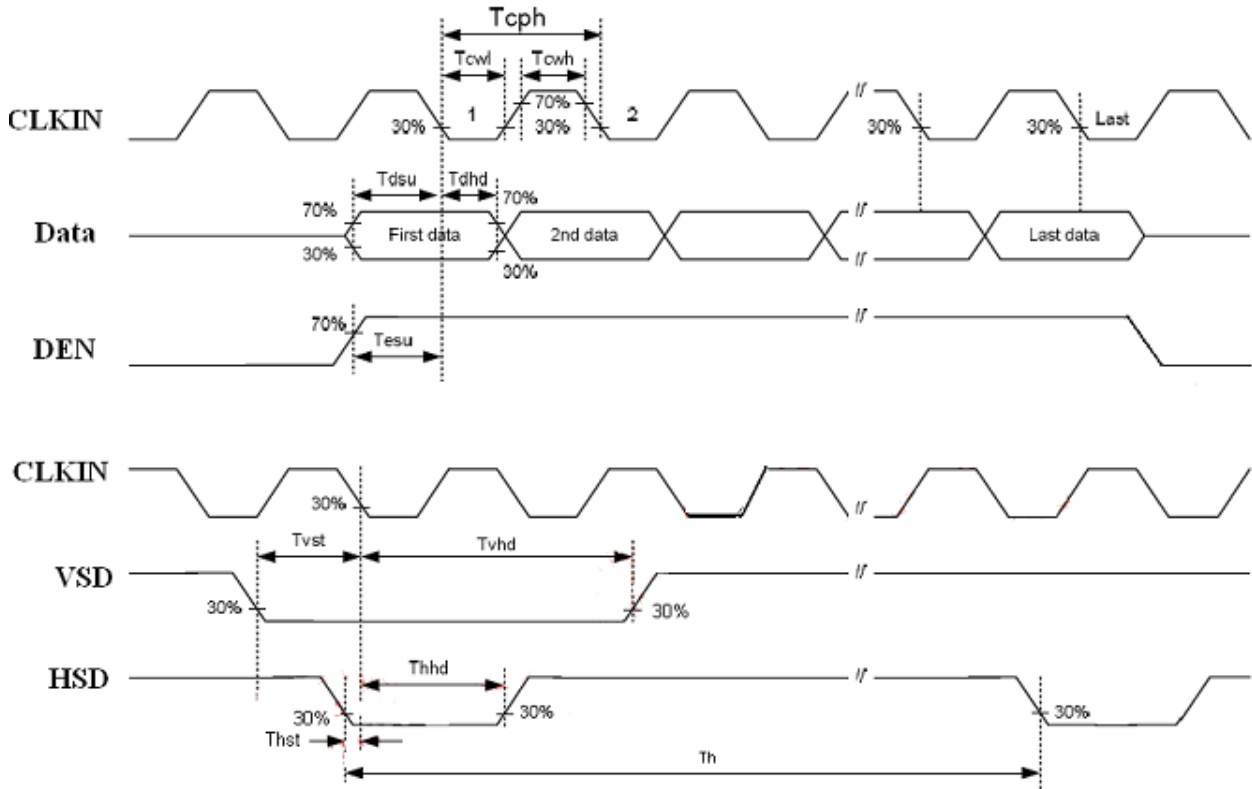 Tcph
Tcwl Tcwh
CLKIN 30% 1 70% 30% 2 30% 30% Last
Tdsu Tdhd
70% 70%
Data First data 2nd data Last data
30% 30%
70%
DEN Tesu
CLKIN 30%
Tvst Tvhd
VSD
30% 30%
HSD Thhd
30% 30% 30%
Thst
Th